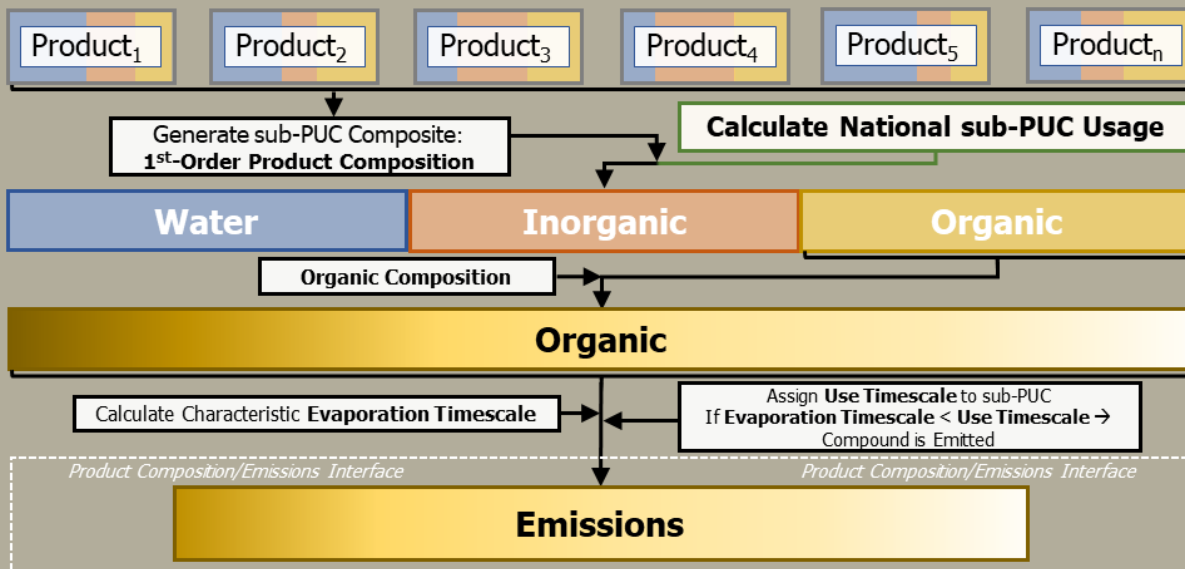 Product₁ Product₂ Product₃ Product₄ Product₅ Productₙ
Generate sub-PUC Composite:
1st-Order Product Composition
Calculate National sub-PUC Usage
Water Inorganic Organic
Organic Composition
Organic
Calculate Characteristic Evaporation Timescale
Assign Use Timescale to sub-PUC
If Evaporation Timescale < Use Timescale →
Compound is Emitted
Product Composition/Emissions Interface Product Composition/Emissions Interface
Emissions